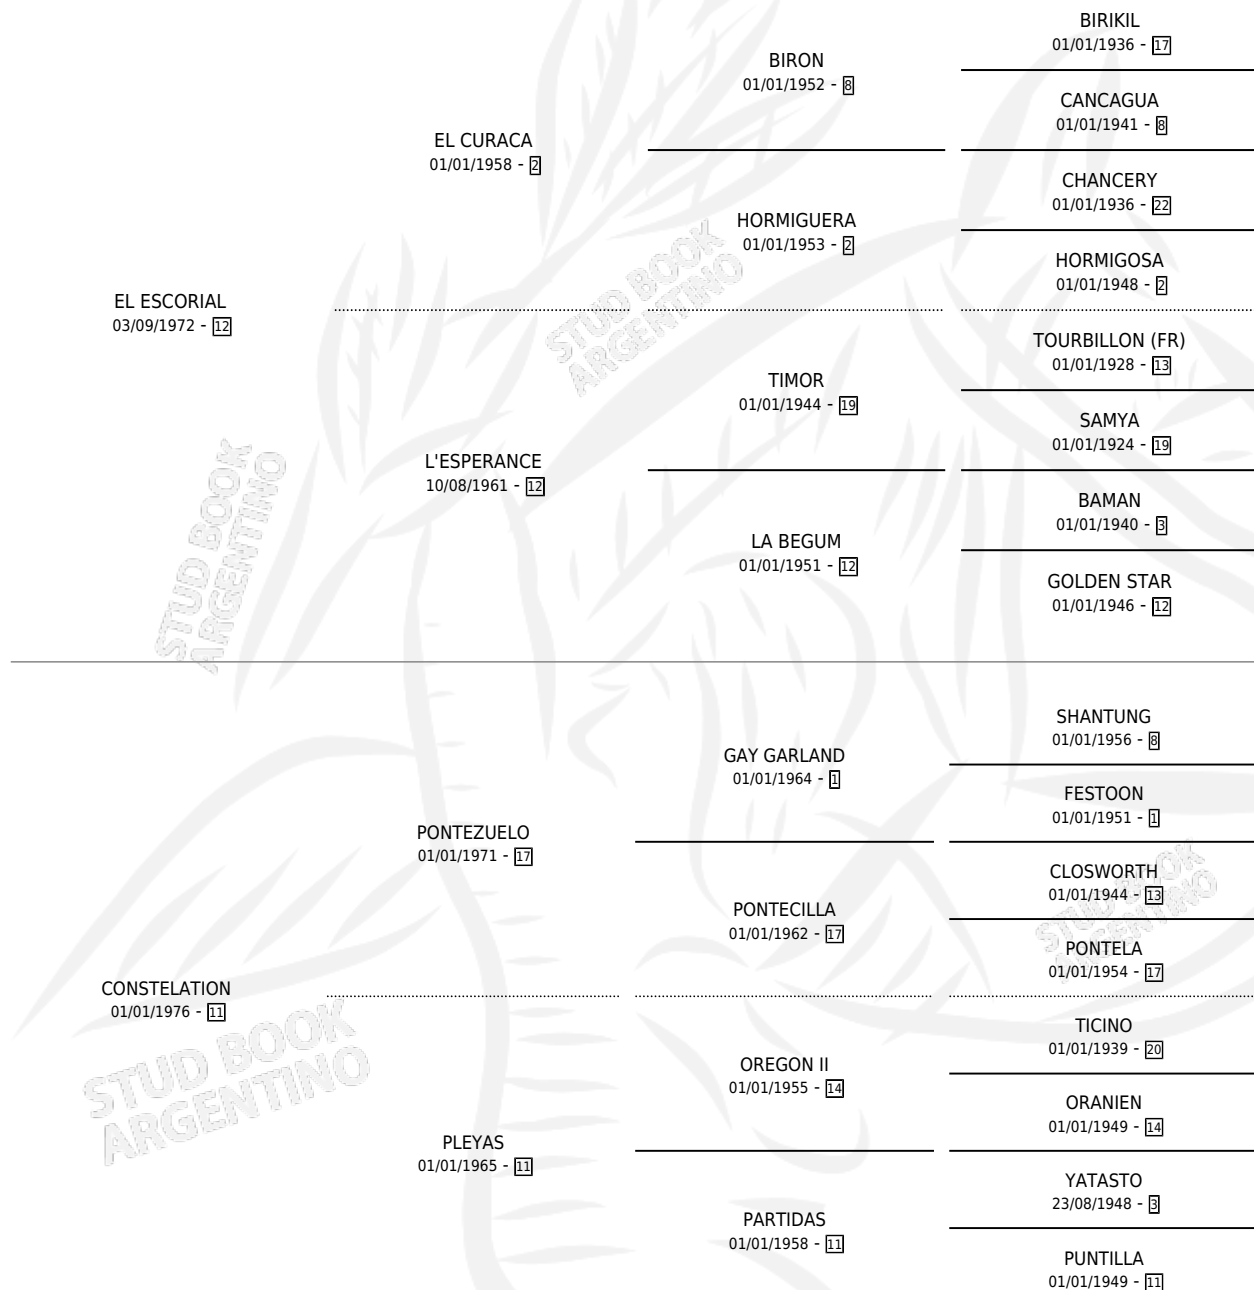 BIRIKIL
01/01/1936 - 17
BIRON
01/01/1952 - 8
CANCAGUA
01/01/1941 - 8
EL CURACA
01/01/1958 - 2
CHANCERY
01/01/1936 - 22
HORMIGUERA
01/01/1953 - 2
HORMIGOSA
01/01/1948 - 2
EL ESCORIAL
03/09/1972 - 12
TOURBILLON (FR)
01/01/1928 - 13
TIMOR
01/01/1944 - 19
SAMYA
01/01/1924 - 19
L'ESPERANCE
10/08/1961 - 12
BAMAN
01/01/1940 - 3
LA BEGUM
01/01/1951 - 12
GOLDEN STAR
01/01/1946 - 12
SHANTUNG
01/01/1956 - 8
GAY GARLAND
01/01/1964 - 1
FESTOON
01/01/1951 - 1
PONTEZUELO
01/01/1971 - 17
CLOSWORTH
01/01/1944 - 13
PONTECILLA
01/01/1962 - 17
PONTELA
01/01/1954 - 17
CONSTELATION
01/01/1976 - 11
TICINO
01/01/1939 - 20
OREGON II
01/01/1955 - 14
ORANIEN
01/01/1949 - 14
PLEYAS
01/01/1965 - 11
YATASTO
23/08/1948 - 3
PARTIDAS
01/01/1958 - 11
PUNTILLA
01/01/1949 - 11
STUD BOOK
ARGENTINO
STUD BOOK
ARGENTINO
STUD BOOK
ARGENTINO
STUD BOOK
ARGENTINO